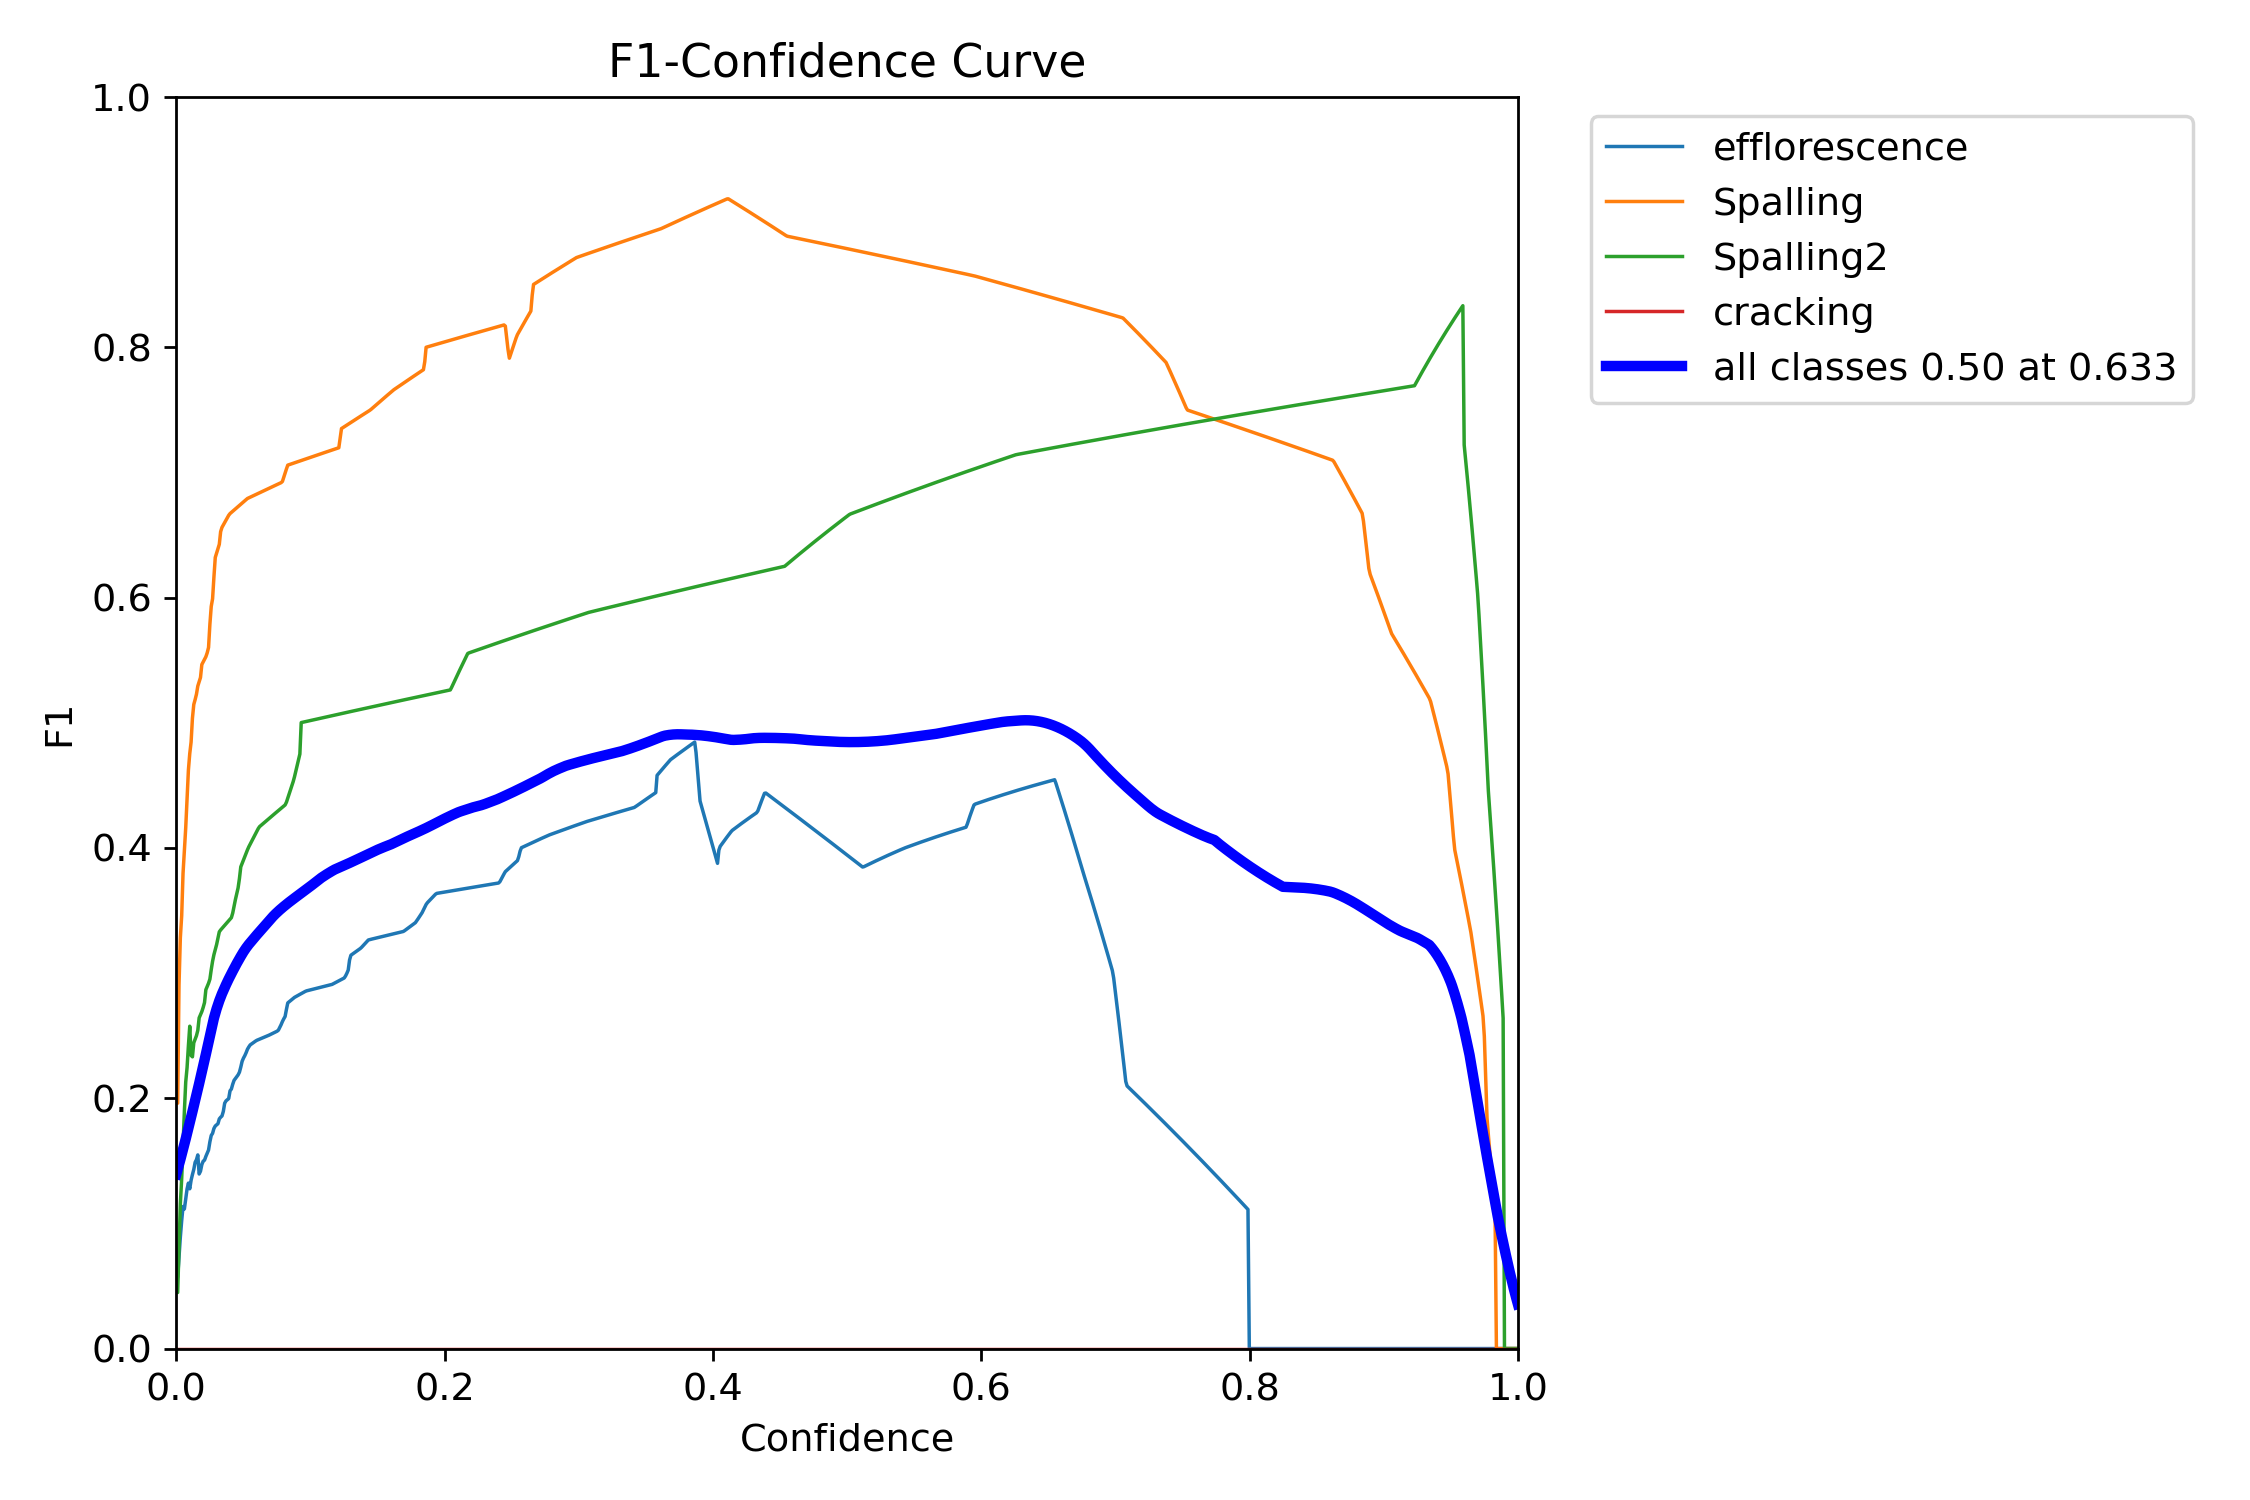 F1-Confidence Curve
1.0
0.8
0.6
0.4
0.2
0.0
F1
0.0 0.2 0.4 0.6 0.8 1.0
Confidence
efflorescence
Spalling
Spalling2
cracking
all classes 0.50 at 0.633